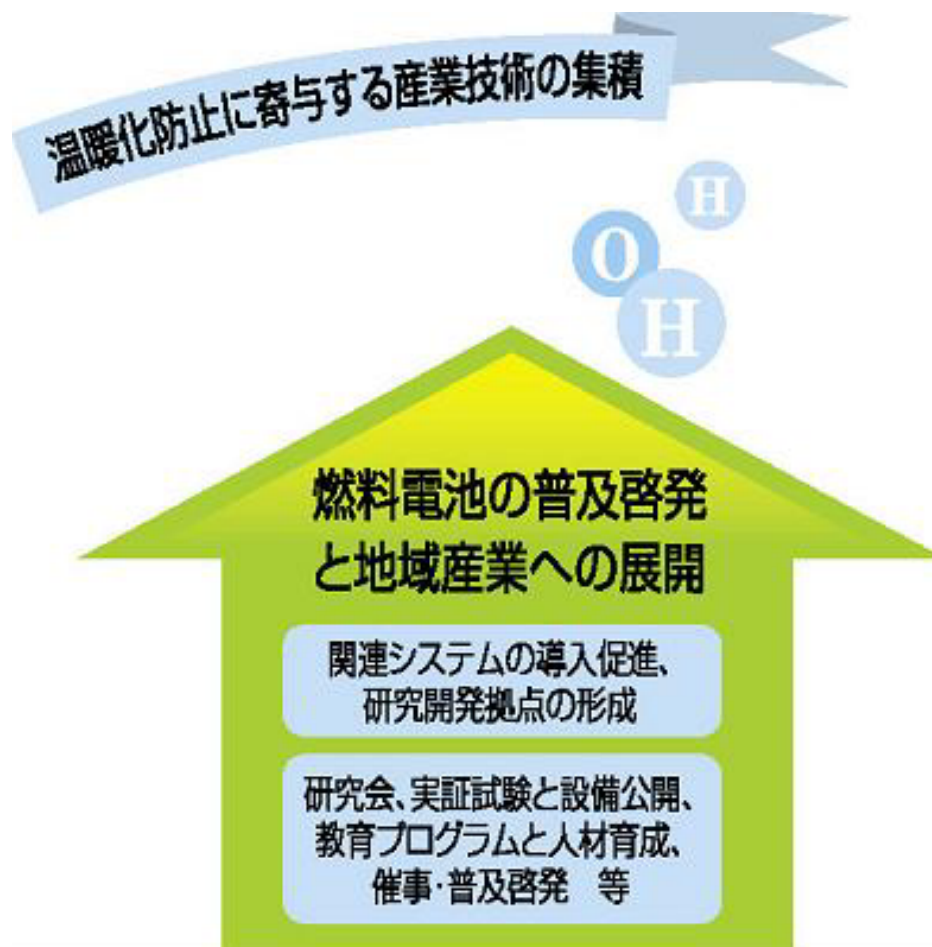 温暖化防止に寄与する産業技術の集積
H
O
H
燃料電池の普及啓発
と地域産業への展開
関連システムの導入促進、
研究開発拠点の形成
研究会、実証試験と設備公開、
教育プログラムと人材育成、
催事・普及啓発　等